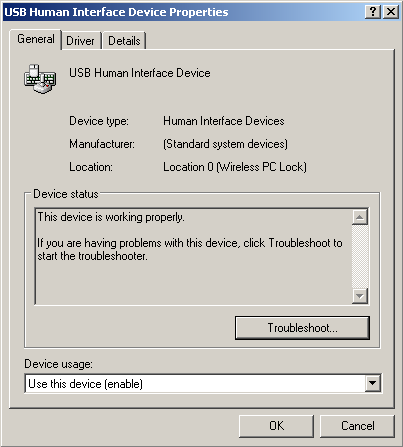 USB Human Interface Device Properties
General Driver Details
USB Human Interface Device
Device type: Human Interface Devices
Manufacturer: (Standard system devices)
Location: Location 0 (Wireless PC Lock)
Device status
This device is working properly.
If you are having problems with this device, click Troubleshoot to
start the troubleshooter.
Troubleshoot...
Device usage:
Use this device (enable)
OK Cancel